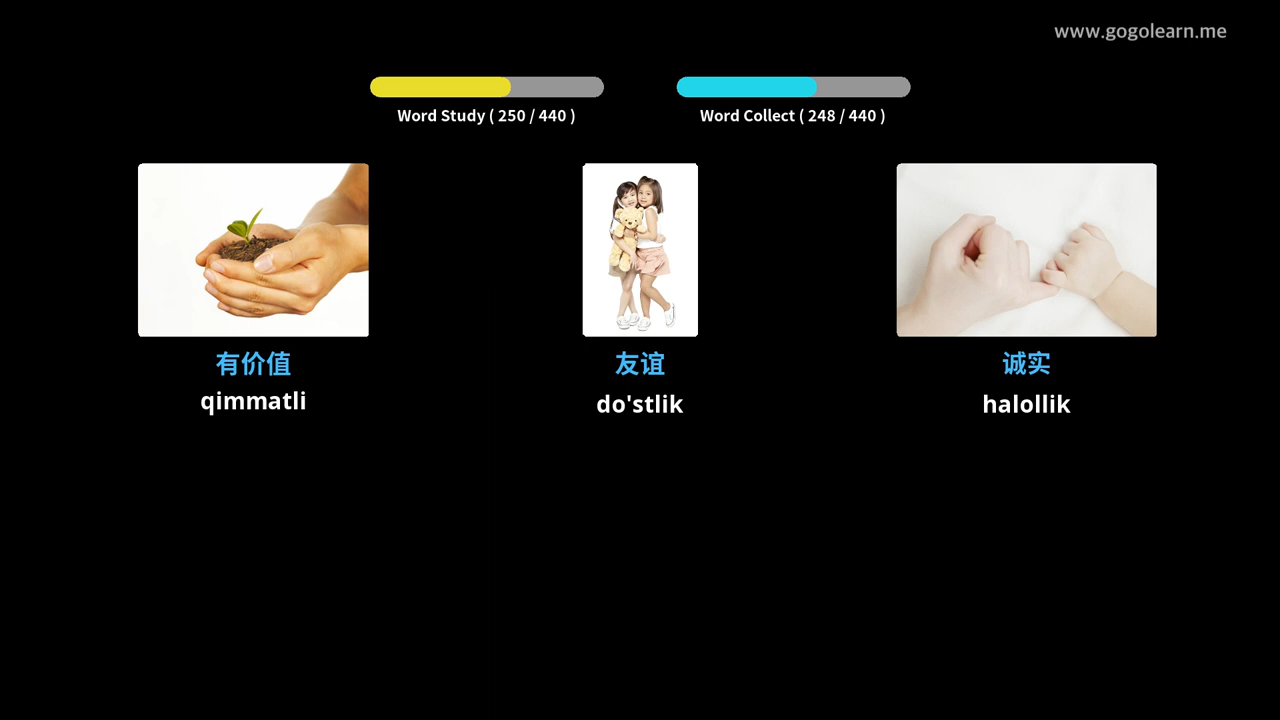 www.gogolearn.me
Word Study ( 250 / 440 )
Word Collect ( 248 / 440 )
有价值
qimmatli
友谊
do'stlik
诚实
halollik